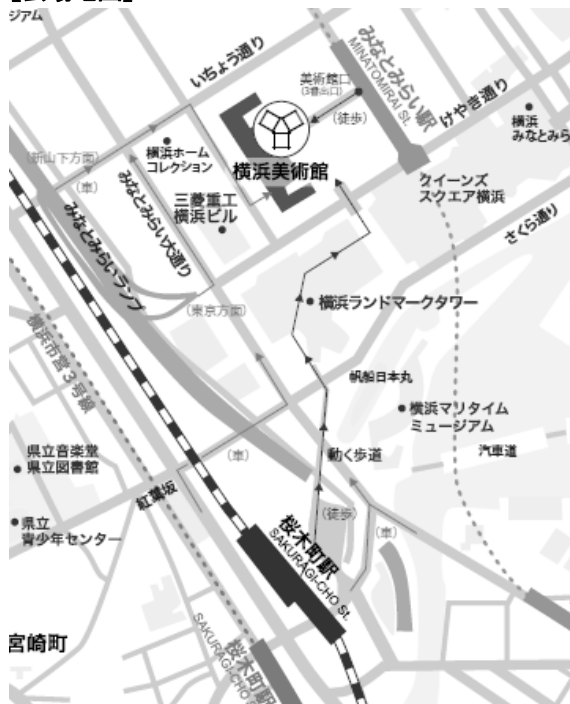 ジアム
いちょう通り
みなとみらい駅
MINATOMIRAI St.
美術館口
(3番出口)
(徒歩)
けやき通り
横浜
みなとみらい
(新山下方面)
(車)
横浜ホーム
コレクション
横浜美術館
みなとみらい大通り
三菱重工
横浜ビル
クイーンズ
スクエア横浜
さくら通り
みなとみらいランプ
(東京方面)
横浜ランドマークタワー
横浜市営3号線
帆船日本丸
横浜マリタイム
ミュージアム
汽車道
県立音楽堂
県立図書館
(車)
動く歩道
紅葉坂
県立
青少年センター
(徒歩)
(車)
桜木町駅
SAKURAGI-CHO St.
宮崎町
桜木町駅
SAKURAGI-CHO